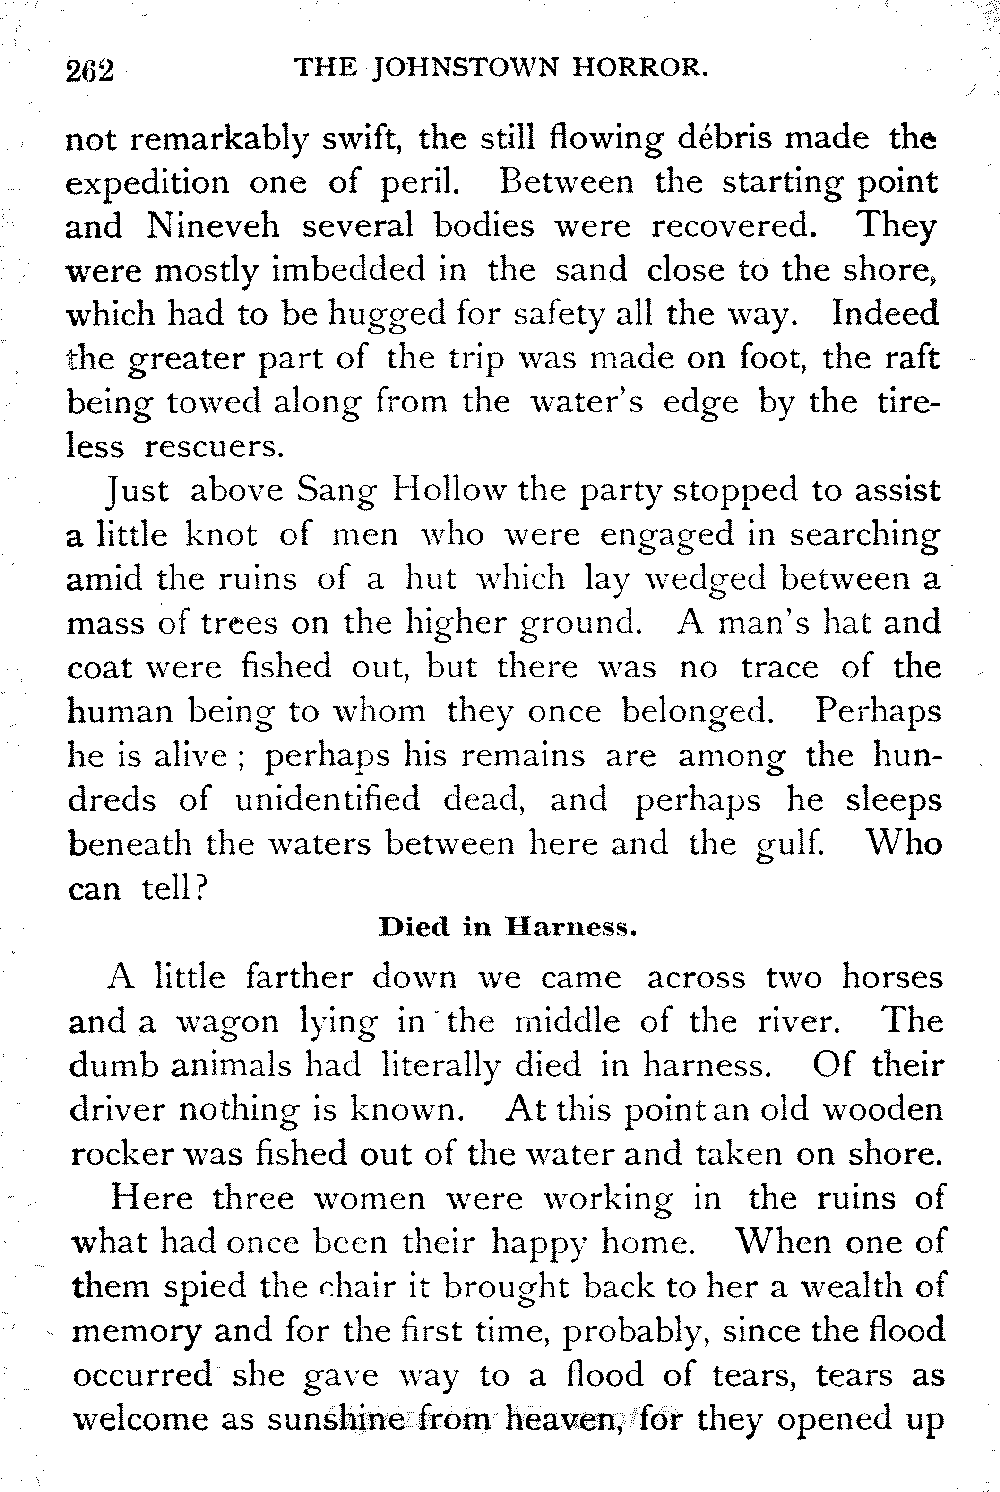 262 THE JOHNSTOWN HORROR.
not remarkably swift, the still flowing débris made the
expedition one of peril. Between the starting point
and Nineveh several bodies were recovered. They
were mostly imbedded in the sand close to the shore,
which had to be hugged for safety all the way. Indeed
the greater part of the trip was made on foot, the raft
being towed along from the water's edge by the tire-
less rescuers.
Just above Sang Hollow the party stopped to assist
a little knot of men who were engaged in searching
amid the ruins of a hut which lay wedged between a
mass of trees on the higher ground. A man's hat and
coat were fished out, but there was no trace of the
human being to whom they once belonged. Perhaps
he is alive ; perhaps his remains are among the hun-
dreds of unidentified dead, and perhaps he sleeps
beneath the waters between here and the gulf. Who
can tell?
Died in Harness.
A little farther down we came across two horses
and a wagon lying in the middle of the river. The
dumb animals had literally died in harness. Of their
driver nothing is known. At this point an old wooden
rocker was fished out of the water and taken on shore.
Here three women were working in the ruins of
what had once been their happy home. When one of
them spied the chair it brought back to her a wealth of
memory and for the first time, probably, since the flood
occurred she gave way to a flood of tears, tears as
welcome as sunshine from heaven, for they opened up